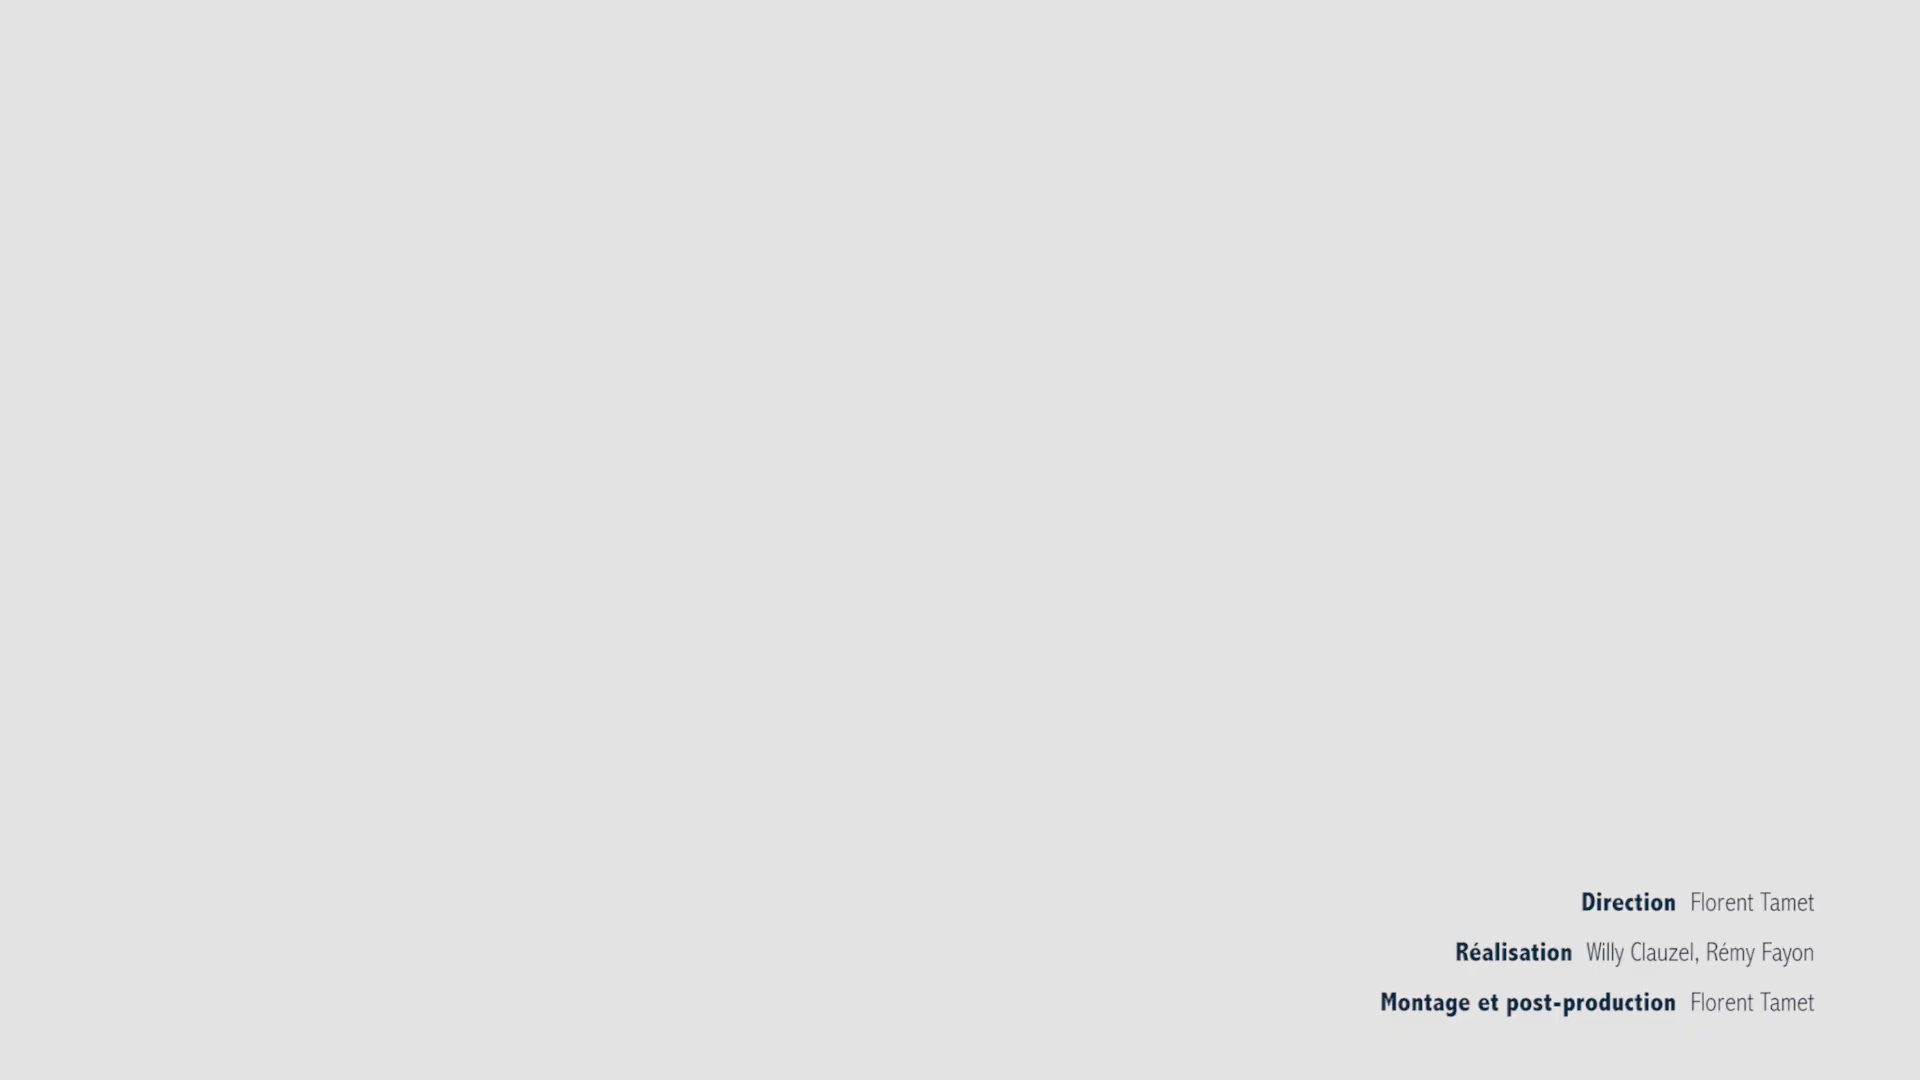 Direction Florent Tamet
Réalisation Willy Clauzel, Rémy Fayon
Montage et post-production Florent Tamet